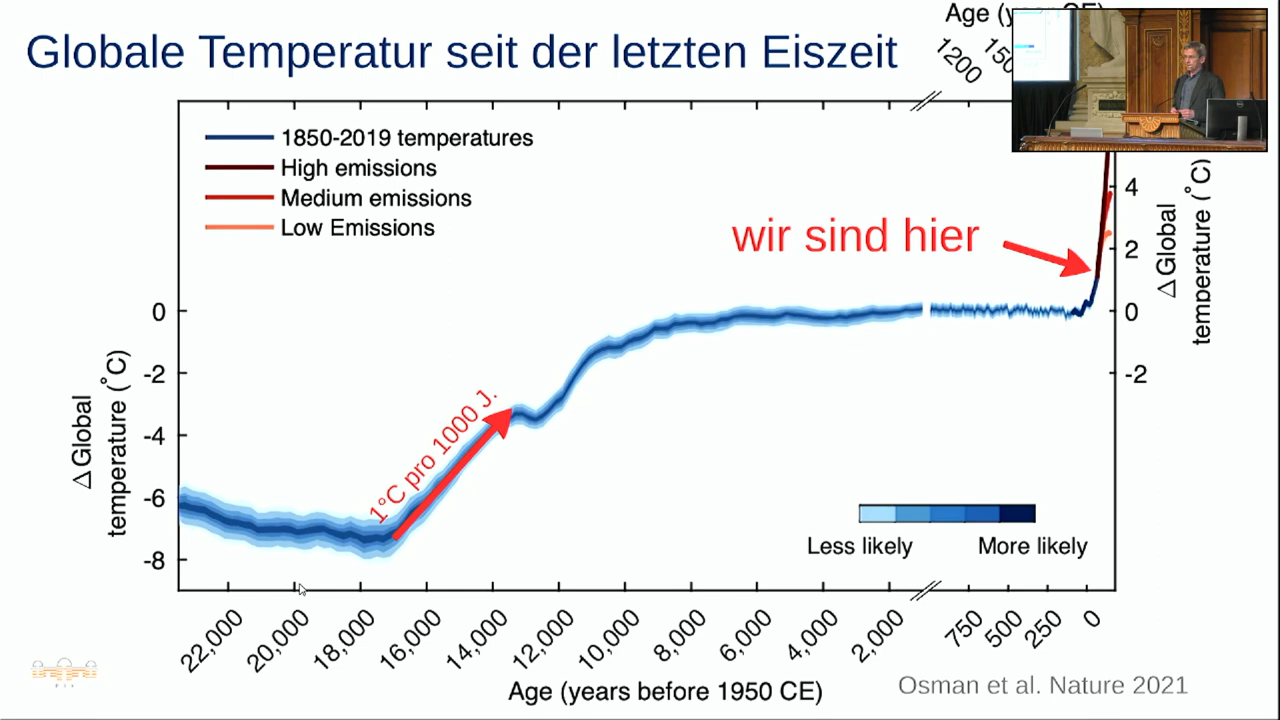 Globale Temperatur seit der letzten Eiszeit
Age (year CE)
1200
150
1850-2019 temperatures
High emissions
Medium emissions
Low Emissions
wir sind hier
1°C pro 1000 J.
0
-2
-4
-6
-8
Δ Global
temperature (°C)
4
2
0
-2
Δ Global
temperature (°C)
Less likely
More likely
22,000
20,000
18,000
16,000
14,000
12,000
10,000
8,000
6,000
4,000
2,000
750
500
250
0
Age (years before 1950 CE)
Osman et al. Nature 2021